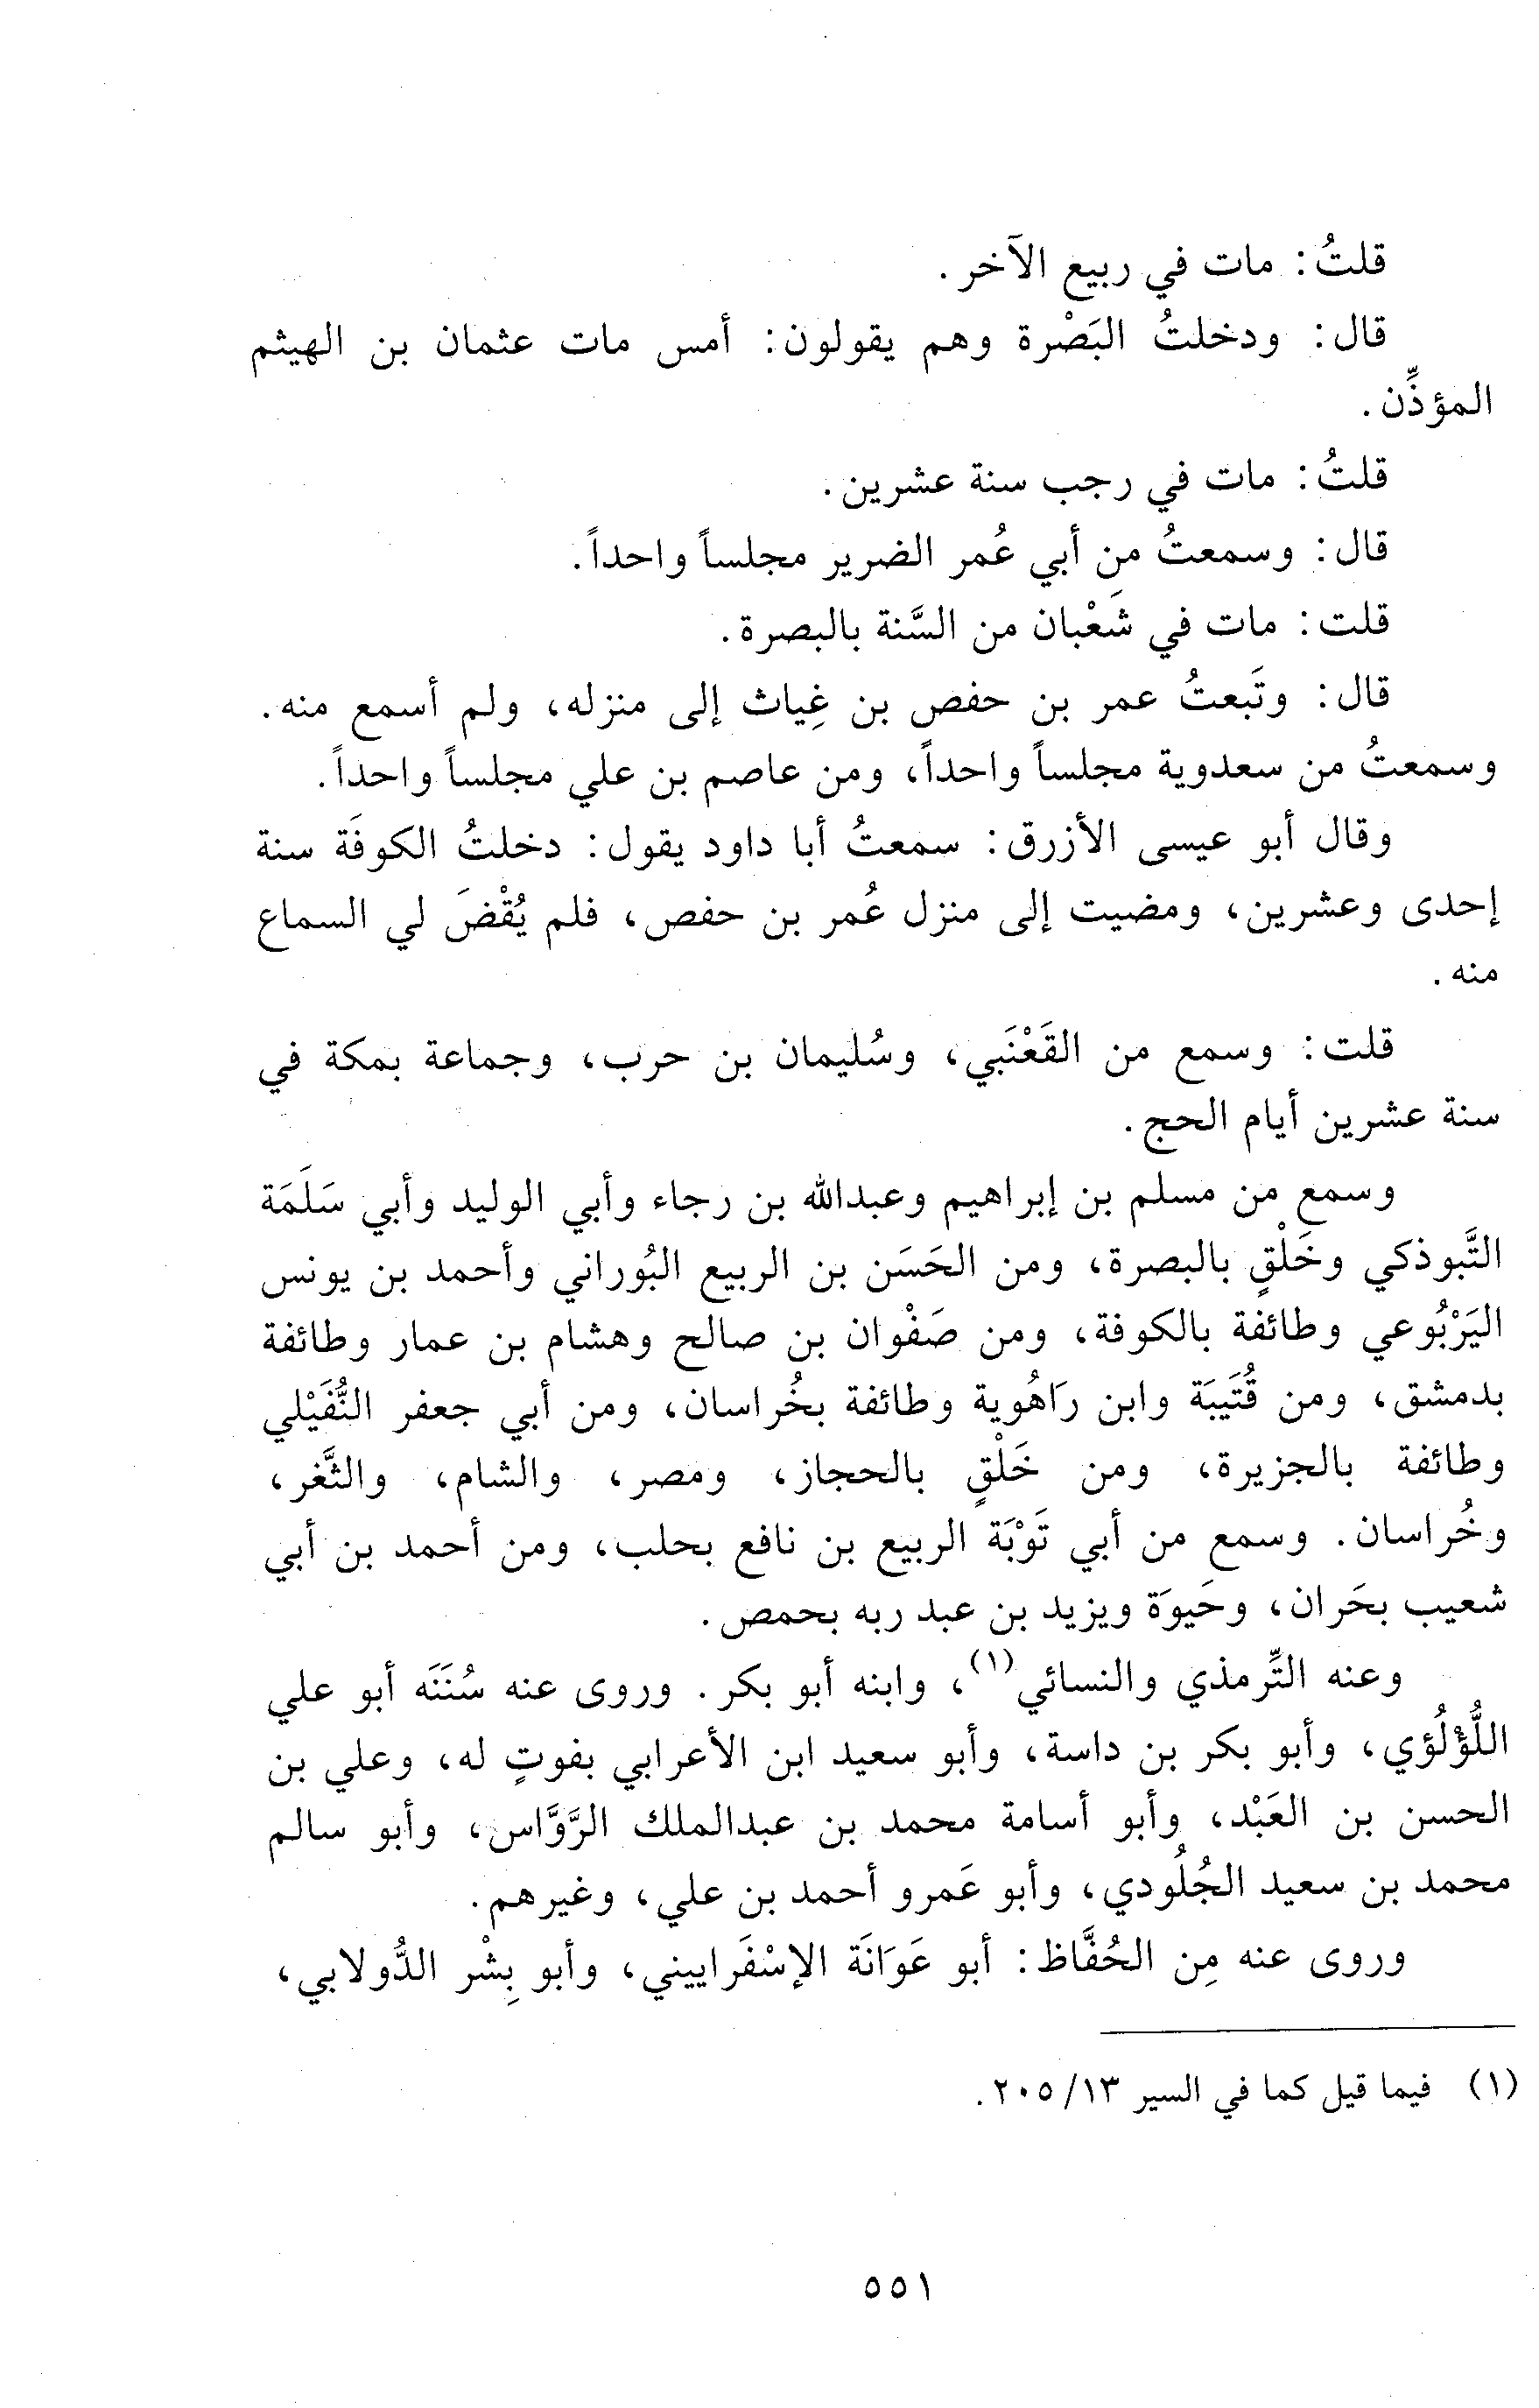 قلتُ: مات في ربيع الآخر.
قال: ودخلتُ البَصْرة وهم يقولون: أمس مات عثمان بن الهيثم
المؤذِّن.
قلتُ: مات في رجب سنة عشرين.
قال: وسمعتُ من أبي عُمر الضرير مجلساً واحداً.
قلت: مات في شَعْبان من السَّنة بالبصرة.
قال: وتَبعتُ عمر بن حفص بن غِياث إلى منزله، ولم أسمع منه.
وسمعتُ من سعدوية مجلساً واحداً، ومن عاصم بن علي مجلساً واحداً.
وقال أبو عيسى الأزرق: سمعتُ أبا داود يقول: دخلتُ الكوفَة سنة
إحدى وعشرين، ومضيت إلى منزل عُمر بن حفص، فلم يُقْضَ لي السماع
منه.
قلت: وسمع من القَعْنَبي، وسُليمان بن حرب، وجماعة بمكة في
سنة عشرين أيام الحج.
وسمع من مسلم بن إبراهيم وعبدالله بن رجاء وأبي الوليد وأبي سَلَمَة
التَّبوذكي وخَلْقٍ بالبصرة، ومن الحَسَن بن الربيع البُوراني وأحمد بن يونس
اليَرْبُوعي وطائفة بالكوفة، ومن صَفْوان بن صالح وهشام بن عمار وطائفة
بدمشق، ومن قُتَيبَة وابن رَاهُوية وطائفة بخُراسان، ومن أبي جعفر النُّفَيْلي
وطائفة بالجزيرة، ومن خَلْقٍ بالحجاز، ومصر، والشام، والثَّغر،
وخُراسان. وسمع من أبي تَوْبَة الربيع بن نافع بحلب، ومن أحمد بن أبي
شعيب بحَران، وحَيوَة ويزيد بن عبد ربه بحمص.
وعنه التِّرمذي والنسائي(١)، وابنه أبو بكر. وروى عنه سُنَنَه أبو علي
اللُّؤْلُؤي، وأبو بكر بن داسة، وأبو سعيد ابن الأعرابي بفوتٍ له، وعلي بن
الحسن بن العَبْد، وأبو أسامة محمد بن عبدالملك الرَّوَّاس، وأبو سالم
محمد بن سعيد الجُلُودي، وأبو عَمرو أحمد بن علي، وغيرهم.
وروى عنه مِن الحُفَّاظ: أبو عَوَانَة الإسْفَراييني، وأبو بِشْر الدُّولابي،
(١) فيما قيل كما في السير ١٣/ ٢٠٥.
٥٥١